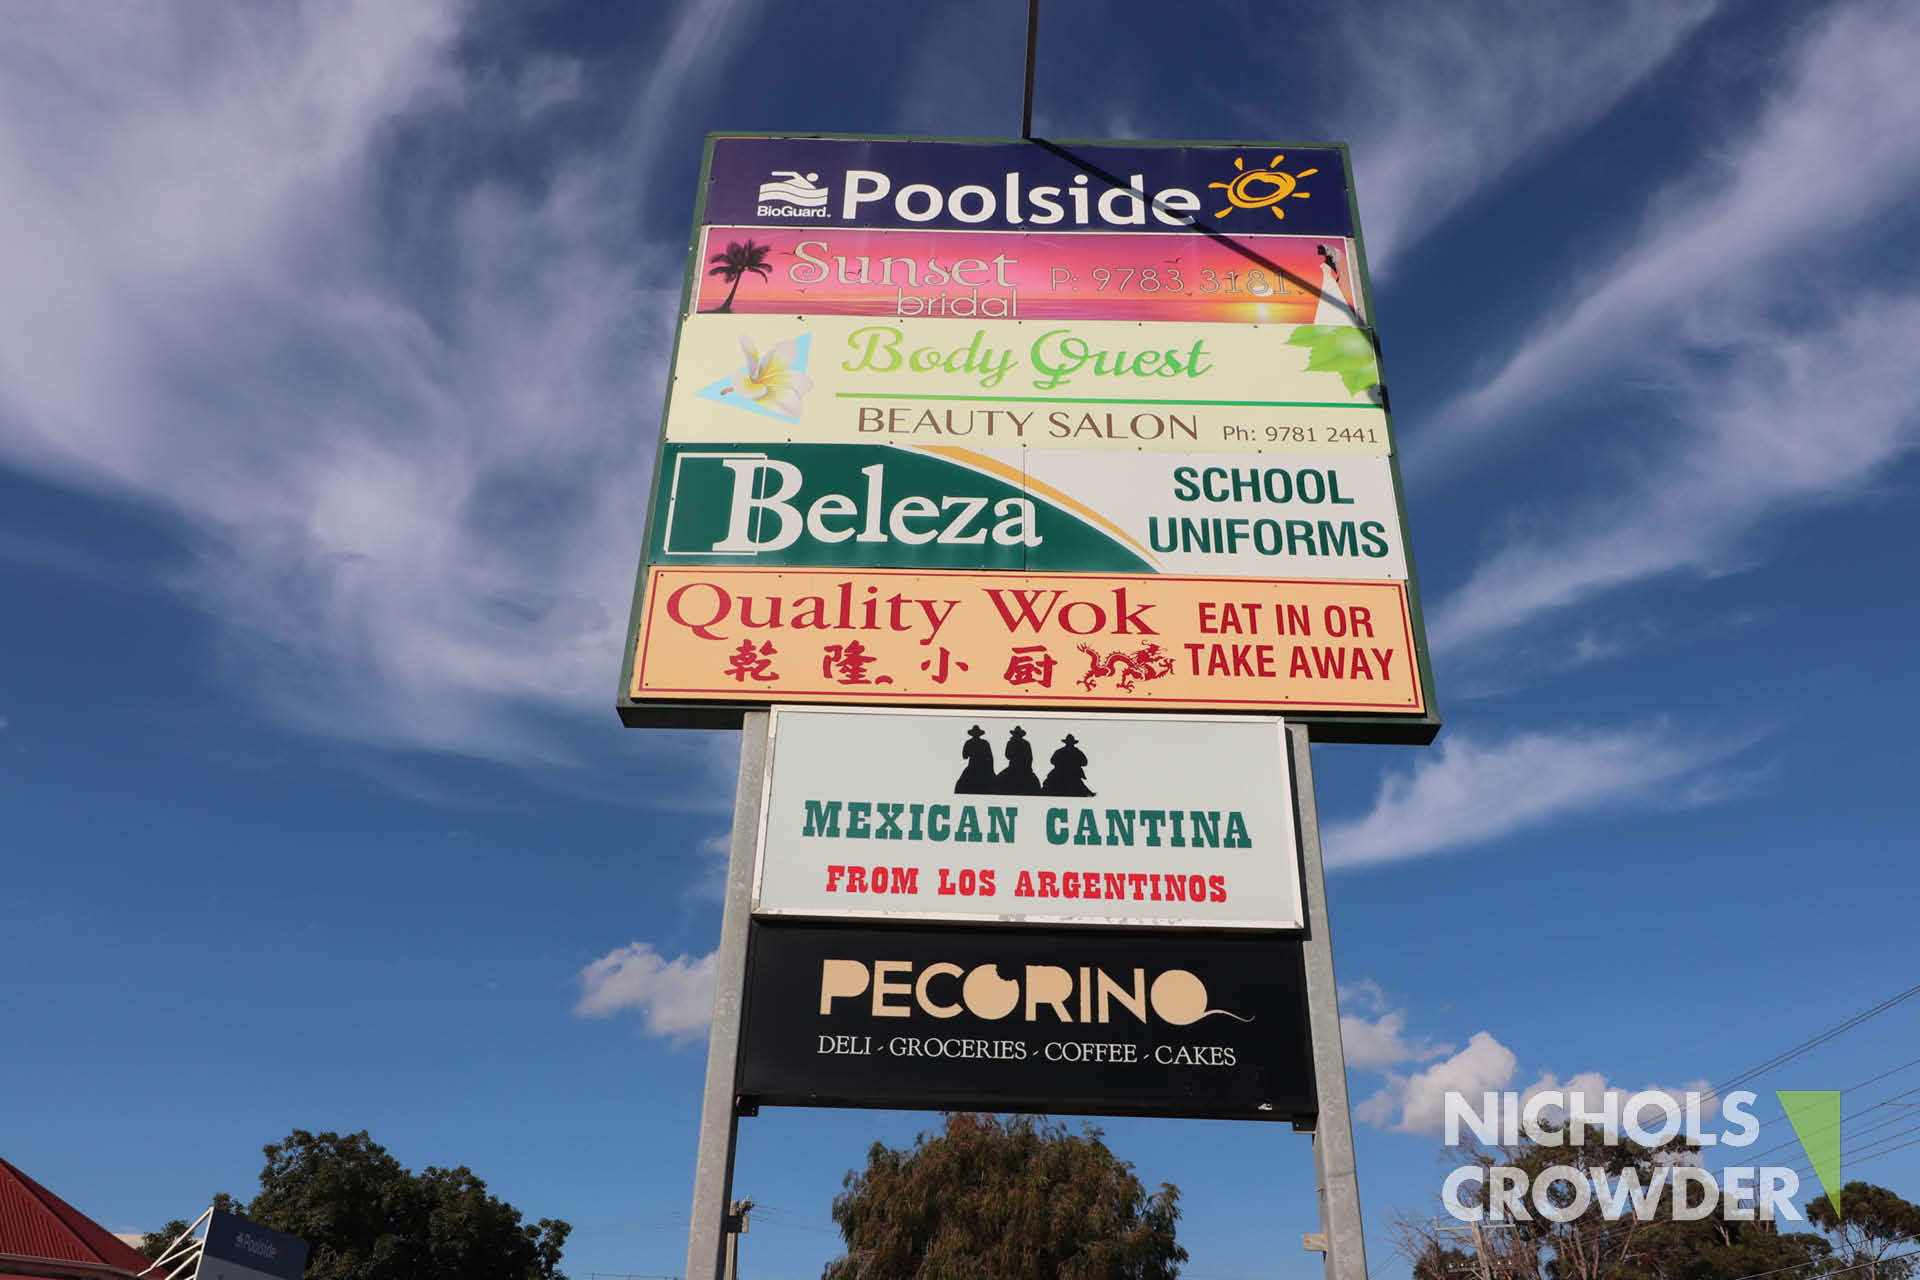 BioGuard
Poolside
Sunset
bridal
P: 9783 3181
Body Quest
BEAUTY SALON
Ph: 9781 2441
Beleza
SCHOOL
UNIFORMS
Quality Wok
乾隆小厨
EAT IN OR
TAKE AWAY
MEXICAN CANTINA
FROM LOS ARGENTINOS
PECORINO
DELI - GROCERIES - COFFEE - CAKES
Poolside
NICHOLS
CROWDER